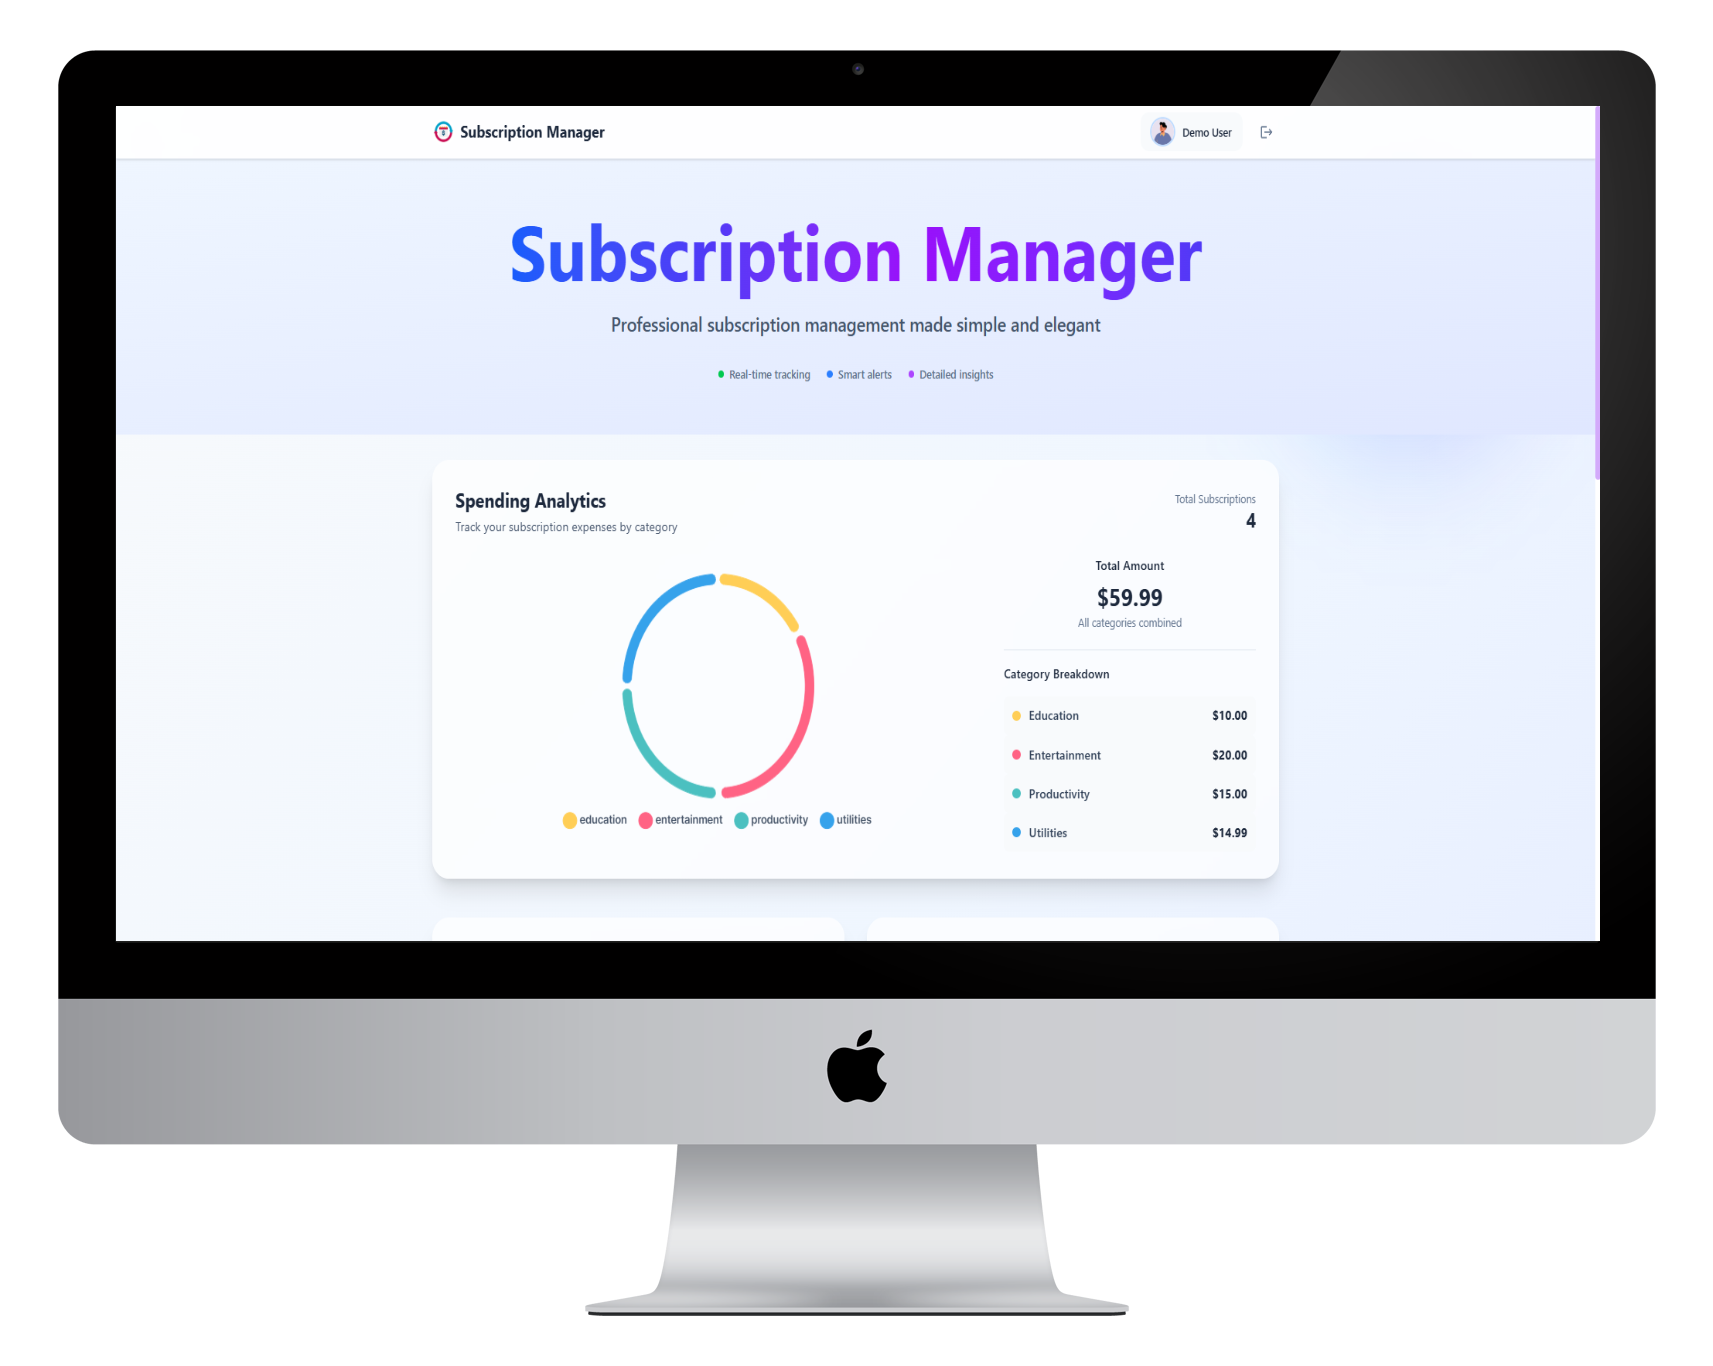 Subscription Manager
Demo User
Subscription Manager
Professional subscription management made simple and elegant
Real-time tracking Smart alerts Detailed insights
Spending Analytics
Track your subscription expenses by category
Total Subscriptions
4
Total Amount
$59.99
All categories combined
Category Breakdown
Education $10.00
Entertainment $20.00
Productivity $15.00
Utilities $14.99
education entertainment productivity utilities